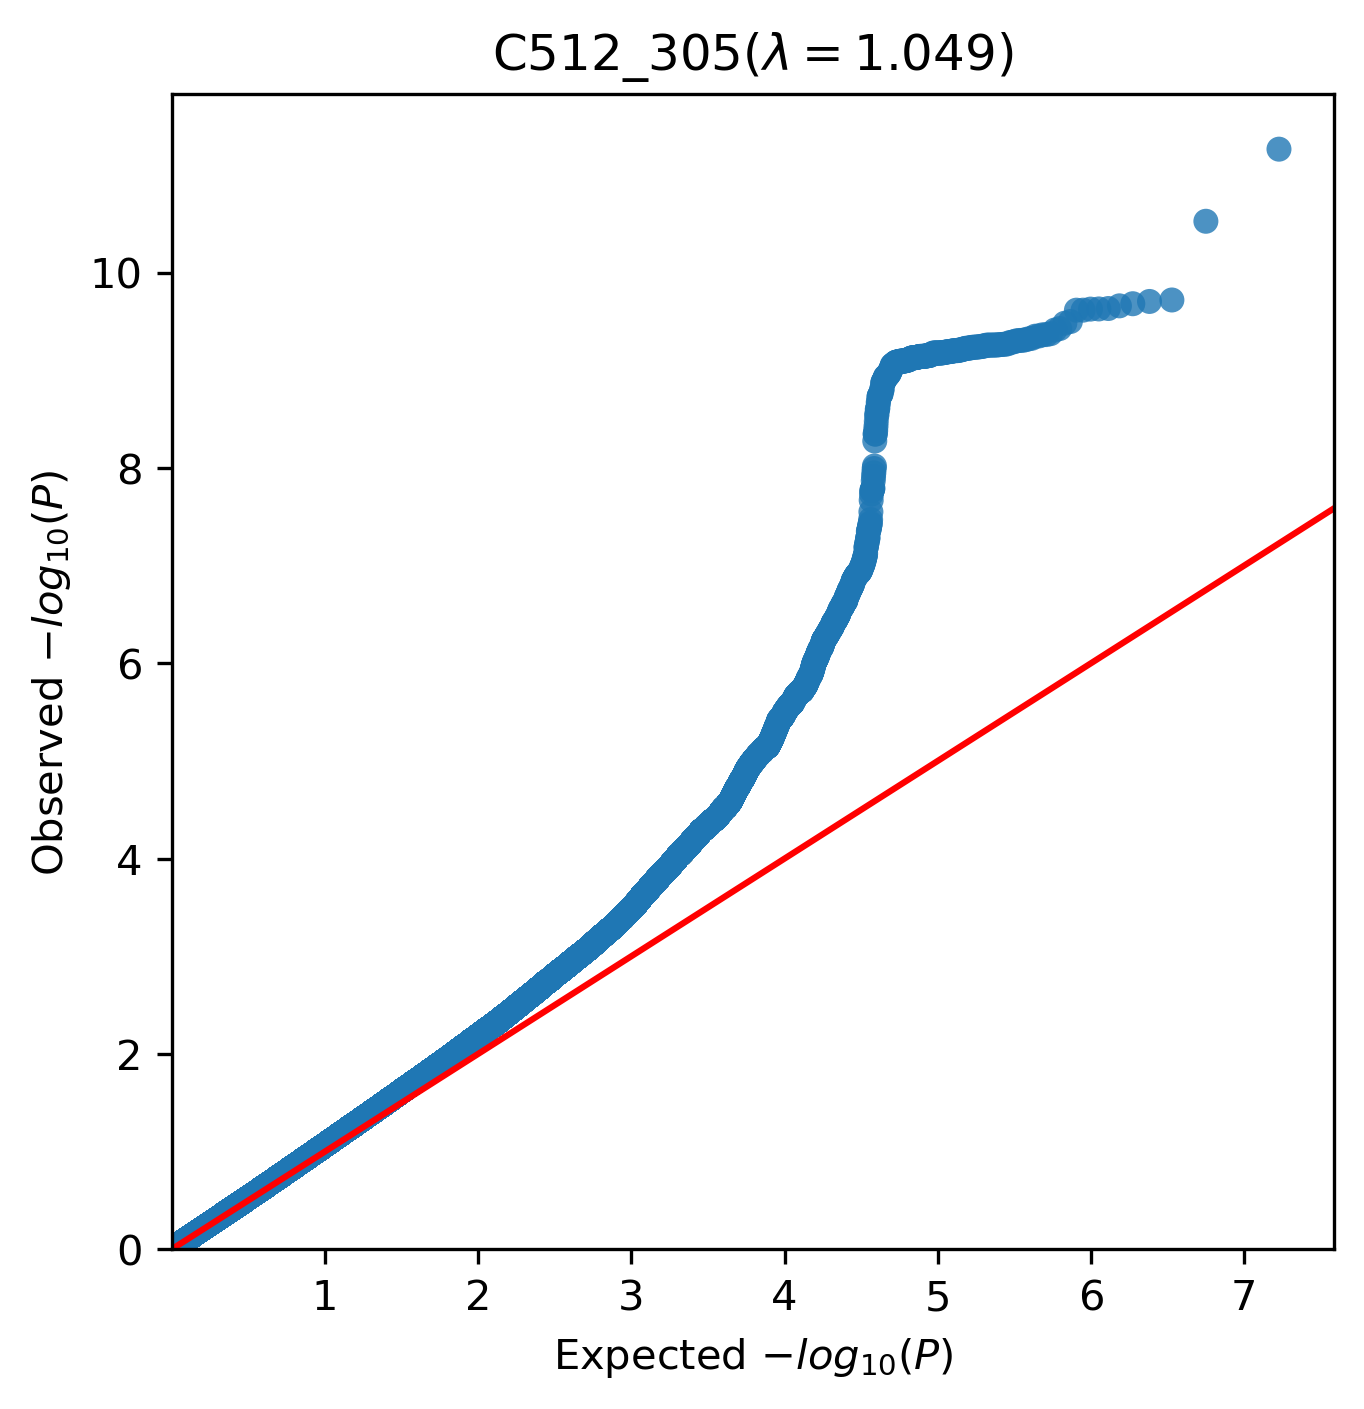 C512_305(λ = 1.049)
Observed −log₁₀(P)
10
8
6
4
2
0
1 2 3 4 5 6 7
Expected −log₁₀(P)